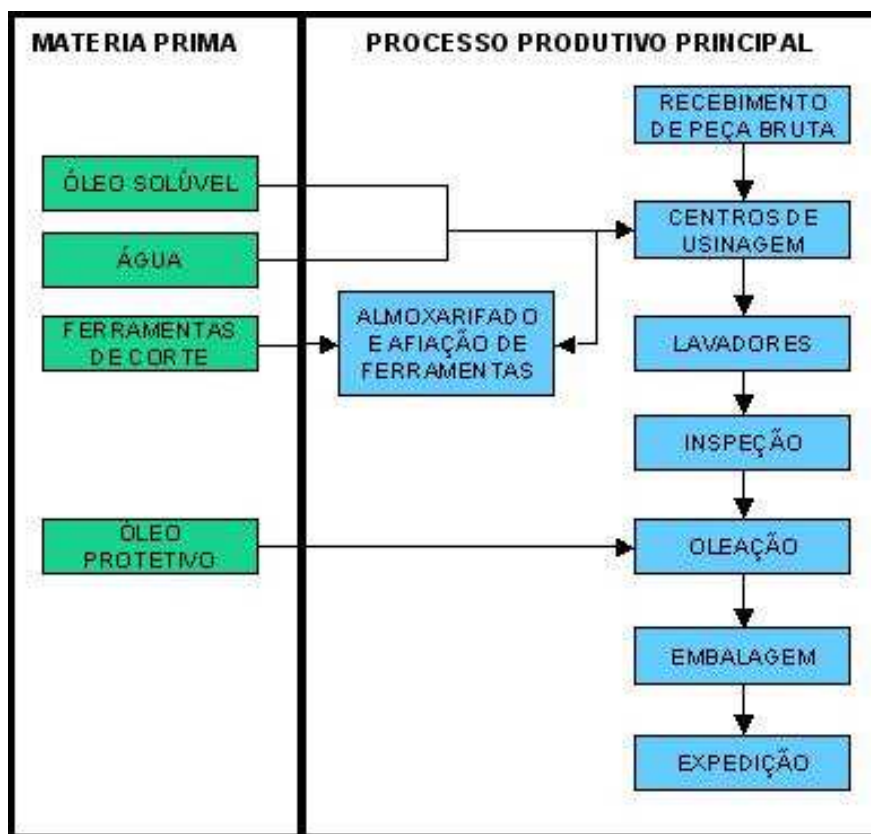 MATERIA PRIMA
PROCESSO PRODUTIVO PRINCIPAL
RECEBIMENTO
DE PEÇA BRUTA
ÓLEO SOLÚVEL
CENTROS DE
USINAGEM
ÁGUA
ALMOXARIFADO
E AFIAÇÃO DE
FERRAMENTAS
FERRAMENTAS
DE CORTE
LAVADORES
INSPEÇÃO
ÓLEO
PROTETIVO
OLEAÇÃO
EMBALAGEM
EXPEDIÇÃO